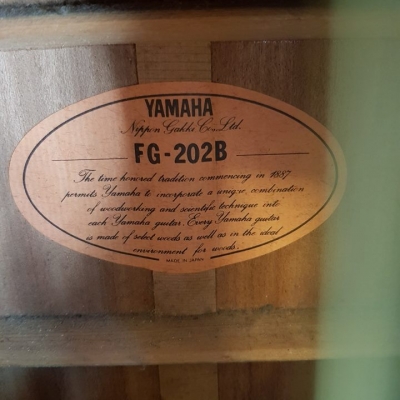 YAMAHA
Nippon Gakki Co., Ltd.
FG-202B
The time honored tradition commencing in 1887
permits Yamaha to incorporate a unique, combination
of woodworking and scientific technique into
each Yamaha guitar. Every Yamaha guitar
is made of select woods as well as in the ideal
environment for woods.
MADE IN JAPAN